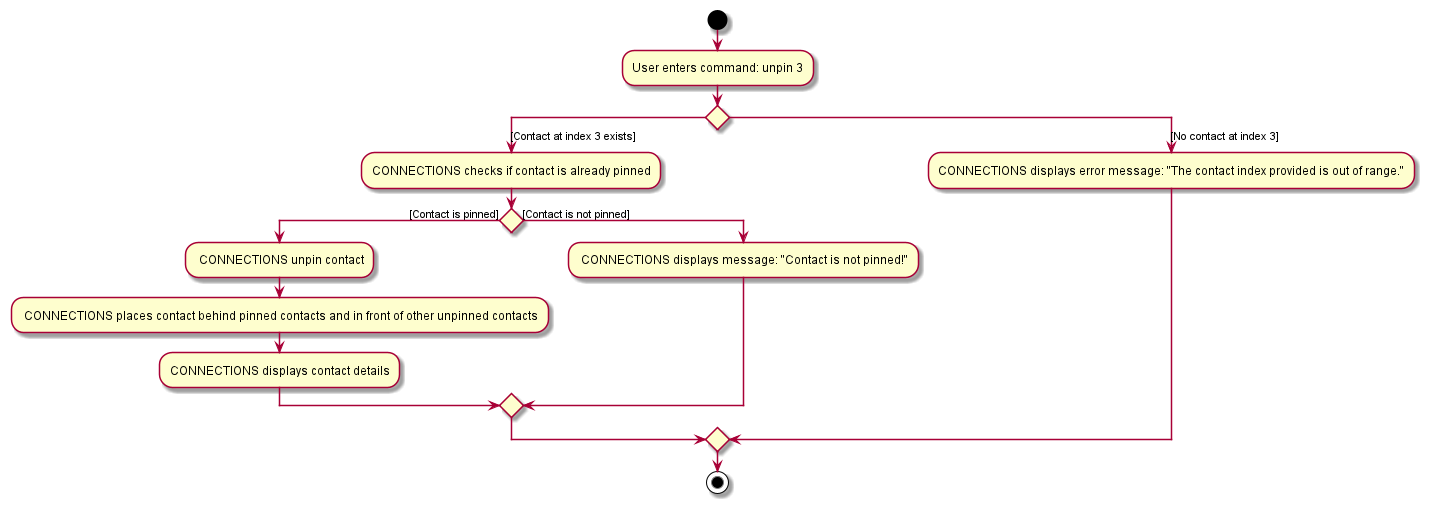 User enters command: unpin 3
[Contact at index 3 exists]
[No contact at index 3]
CONNECTIONS checks if contact is already pinned
CONNECTIONS displays error message: "The contact index provided is out of range."
[Contact is pinned]
[Contact is not pinned]
CONNECTIONS unpin contact
CONNECTIONS displays message: "Contact is not pinned!"
CONNECTIONS places contact behind pinned contacts and in front of other unpinned contacts
CONNECTIONS displays contact details